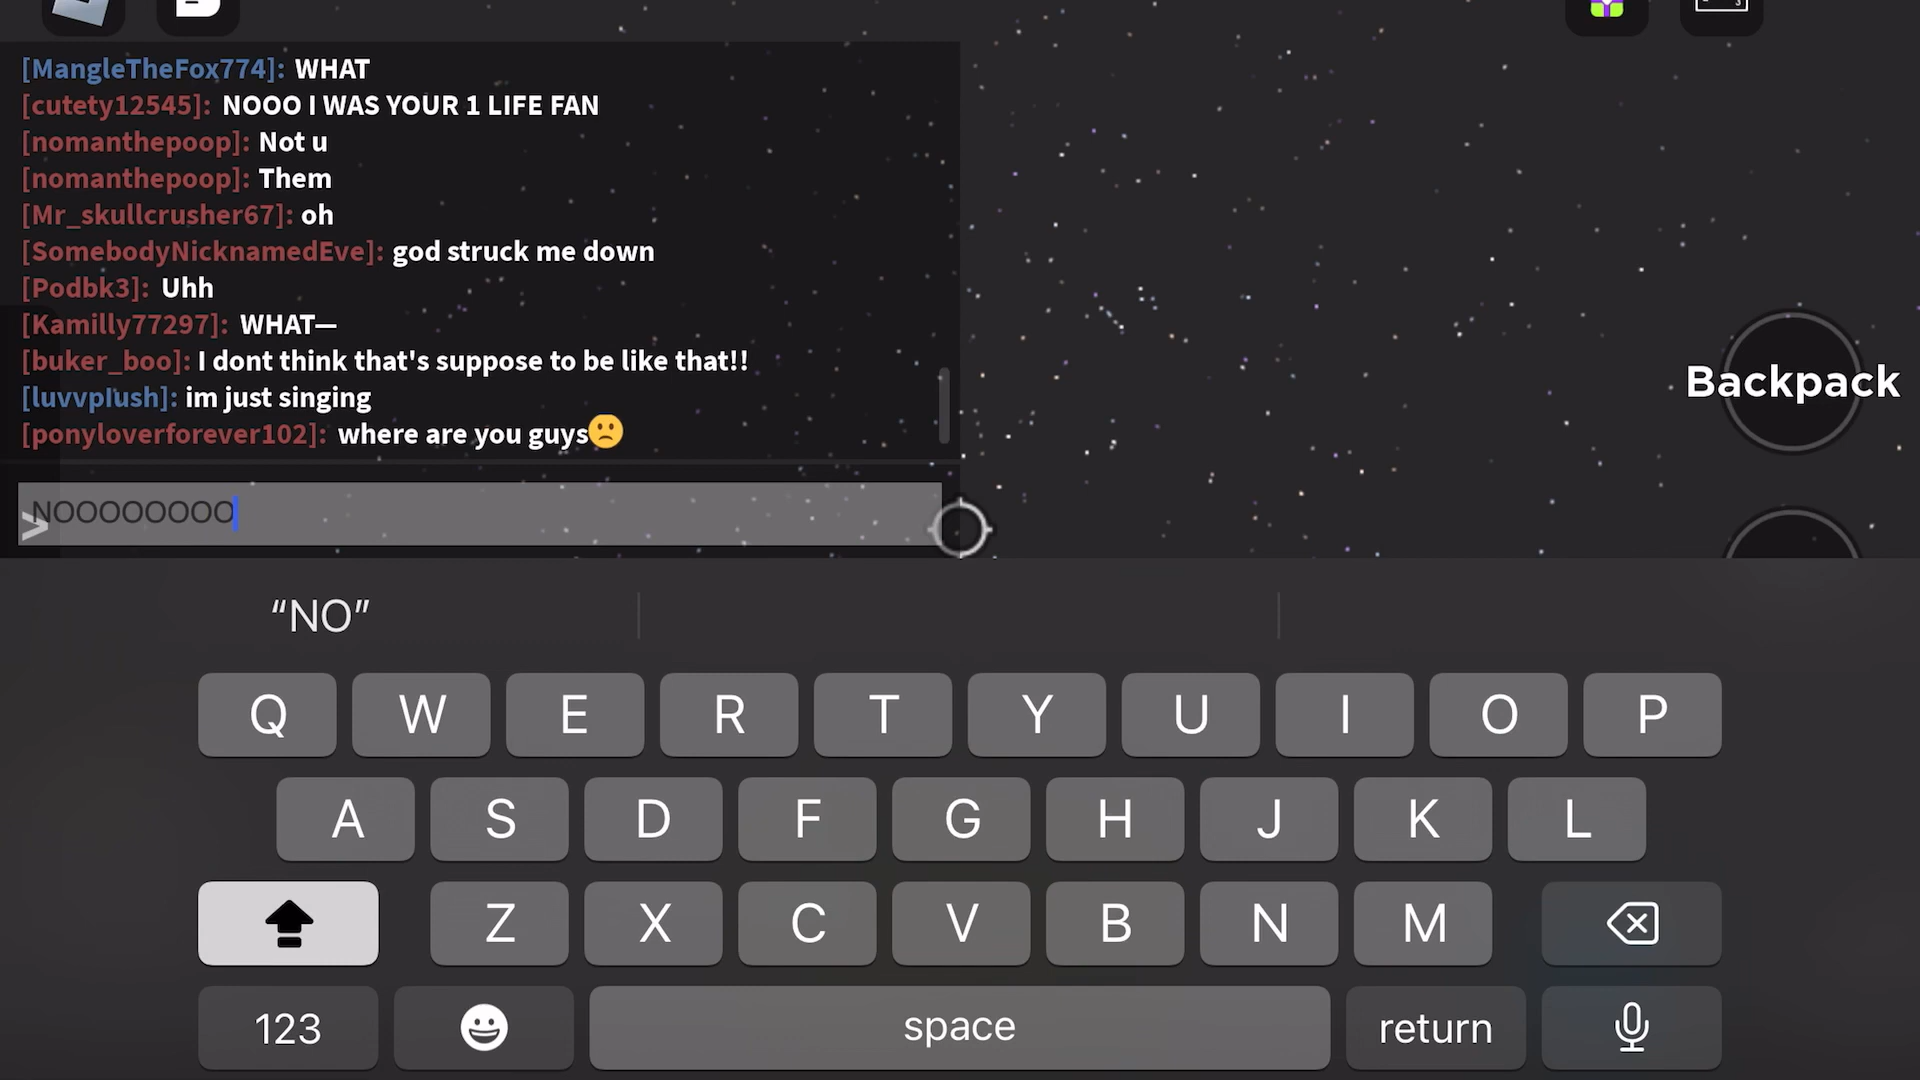 [MangleTheFox774]: WHAT
[cutety12545]: NOOO I WAS YOUR 1 LIFE FAN
[nomanthepoop]: Not u
[nomanthepoop]: Them
[Mr_skullcrusher67]: oh
[SomebodyNicknamedEve]: god struck me down
[Podbk3]: Uhh
[Kamilly77297]: WHAT—
[buker_boo]: I dont think that's suppose to be like that!!
[luvvpIush]: im just singing
[ponyloverforever102]: where are you guys🙁
Backpack
NOOOOOOOO
>
“NO”
Q W E R T Y U I O P
A S D F G H J K L
Z X C V B N M
123 space return